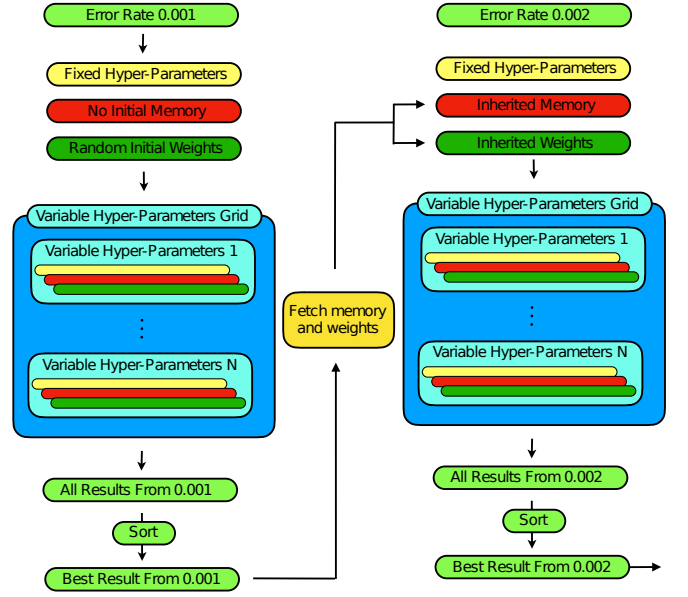 Error Rate 0.001
Fixed Hyper-Parameters
No Initial Memory
Random Initial Weights
Variable Hyper-Parameters Grid
Variable Hyper-Parameters 1
Variable Hyper-Parameters N
All Results From 0.001
Sort
Best Result From 0.001
Fetch memory
and weights
Error Rate 0.002
Fixed Hyper-Parameters
Inherited Memory
Inherited Weights
Variable Hyper-Parameters Grid
Variable Hyper-Parameters 1
Variable Hyper-Parameters N
All Results From 0.002
Sort
Best Result From 0.002